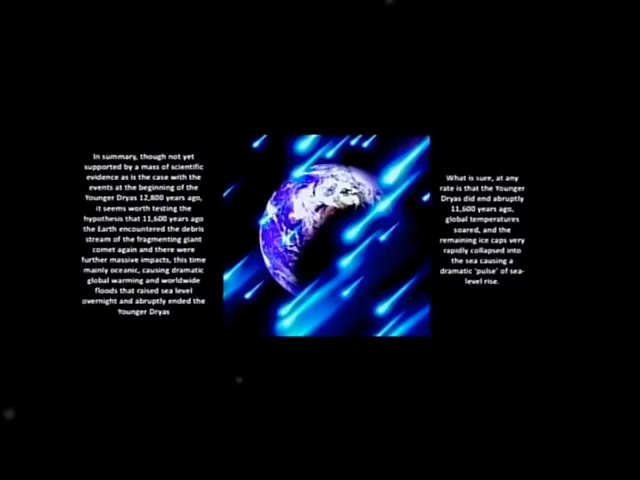 In summary, though not yet
supported by a mass of scientific
evidence as is the case with the
events at the beginning of the
Younger Dryas 12,800 years ago,
it seems worth testing the
hypothesis that 11,600 years ago
the Earth encountered the debris
stream of the fragmenting giant
comet again and there were
further massive impacts, this time
mainly oceanic, causing dramatic
global warming and worldwide
floods that raised sea level
overnight and abruptly ended the
Younger Dryas
What is sure, at any
rate is that the Younger
Dryas did end abruptly
11,600 years ago,
global temperatures
soared, and the
remaining ice caps very
rapidly collapsed into
the sea causing a
dramatic 'pulse' of sea-
level rise.